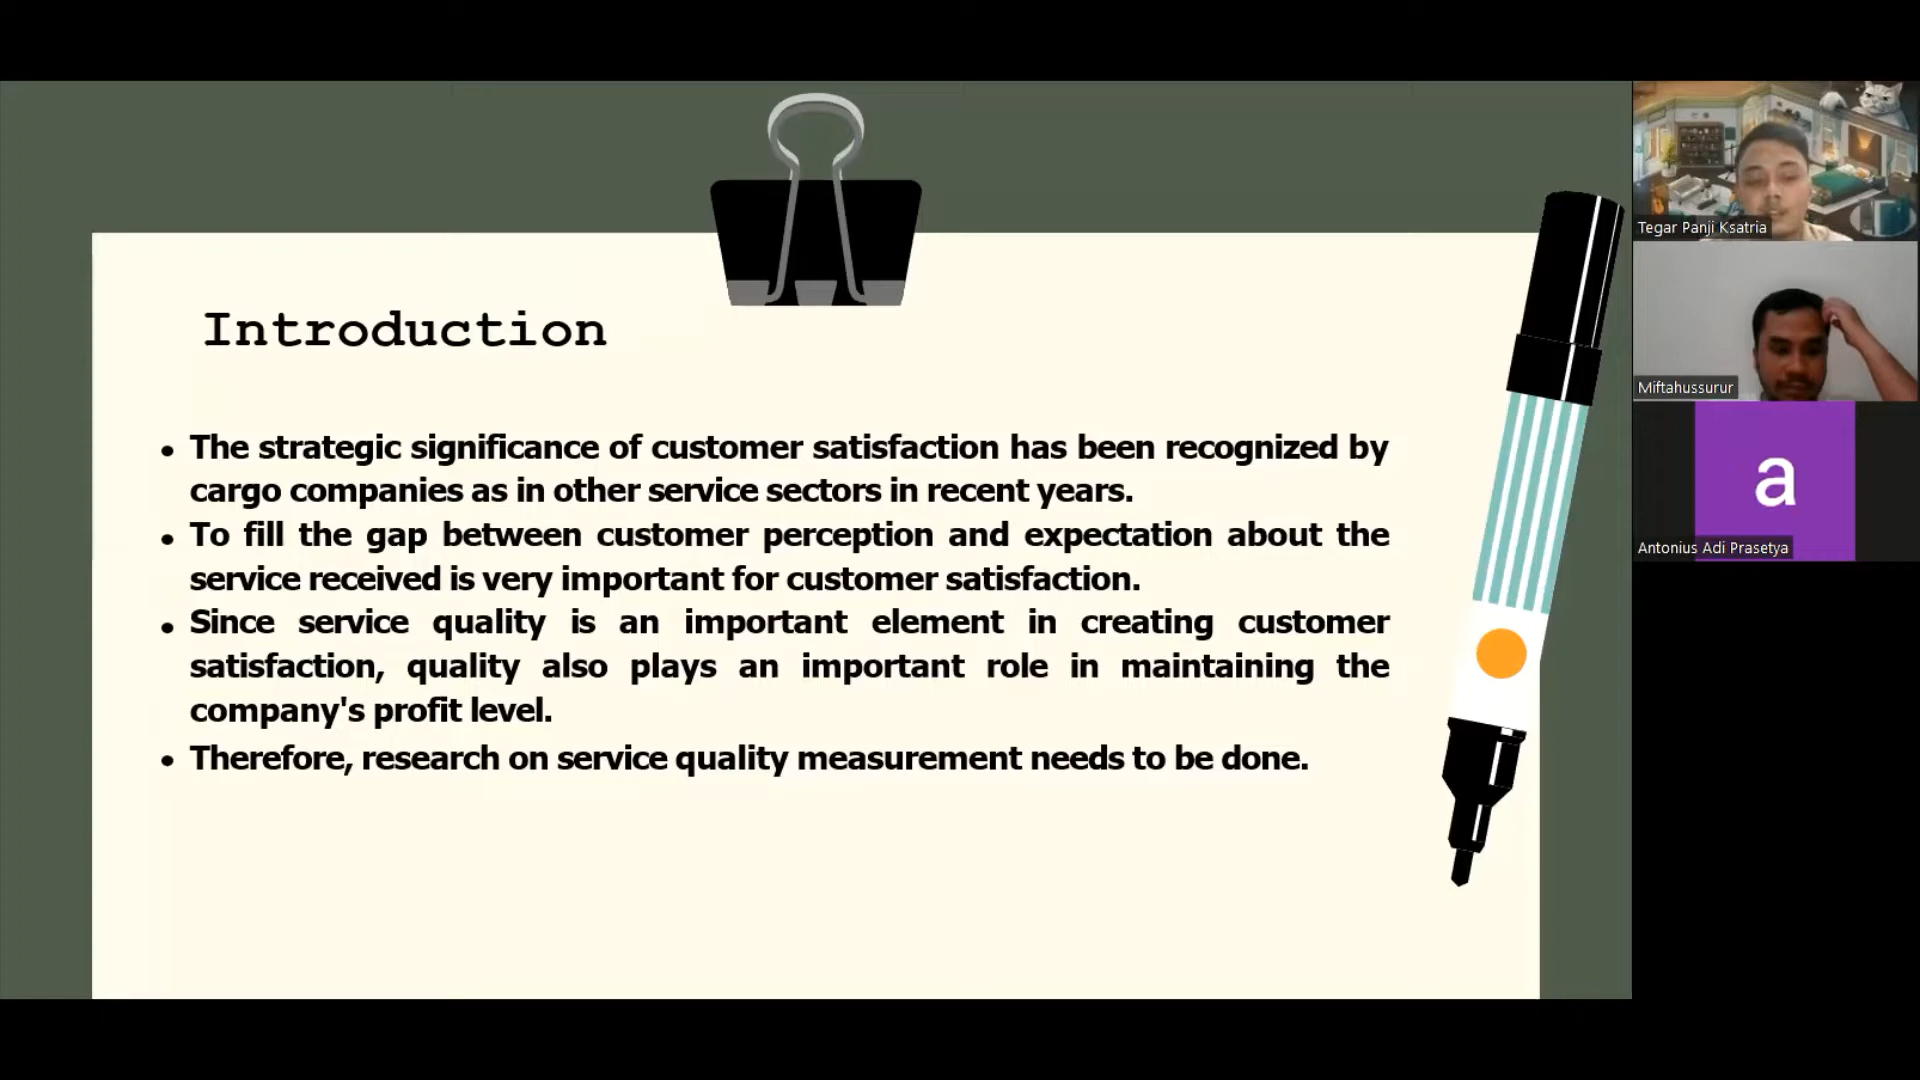 Introduction
• The strategic significance of customer satisfaction has been recognized by
cargo companies as in other service sectors in recent years.
• To fill the gap between customer perception and expectation about the
service received is very important for customer satisfaction.
• Since service quality is an important element in creating customer
satisfaction, quality also plays an important role in maintaining the
company's profit level.
• Therefore, research on service quality measurement needs to be done.
Tegar Panji Ksatria
Miftahussurur
a
Antonius Adi Prasetya